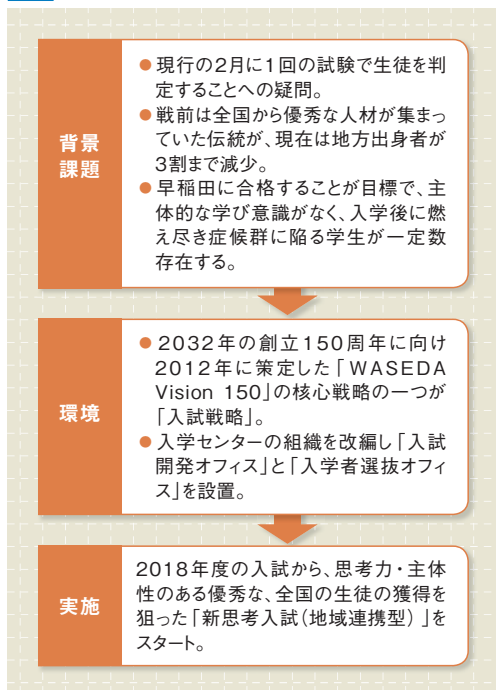 背景
課題
●現行の2月に1回の試験で生徒を判
定することへの疑問。
●戦前は全国から優秀な人材が集まっ
ていた伝統が、現在は地方出身者が
3割まで減少。
●早稲田に合格することが目標で、主
体的な学び意識がなく、入学後に燃
え尽き症候群に陥る学生が一定数
存在する。
環境
●2032年の創立150周年に向け
2012年に策定した「WASEDA
Vision 150」の核心戦略の一つが
「入試戦略」。
●入学センターの組織を改編し「入試
開発オフィス」と「入学者選抜オフィ
ス」を設置。
実施
2018年度の入試から、思考力・主体
性のある優秀な、全国の生徒の獲得を
狙った「新思考入試(地域連携型)」を
スタート。